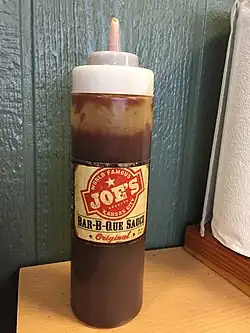 WORLD FAMOUS
JOE'S
KANSAS CITY
BAR-B-QUE SAUCE
Original